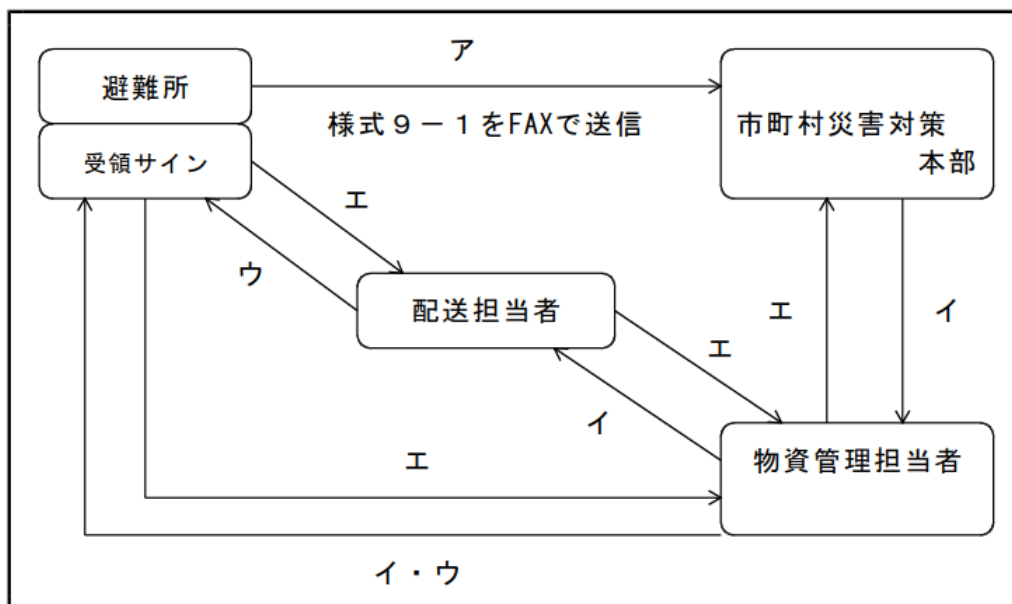 ア
避難所
様式９－１をFAXで送信
市町村災害対策
本部
受領サイン
エ
ウ
配送担当者
エ
イ
エ
イ
物資管理担当者
エ
イ・ウ